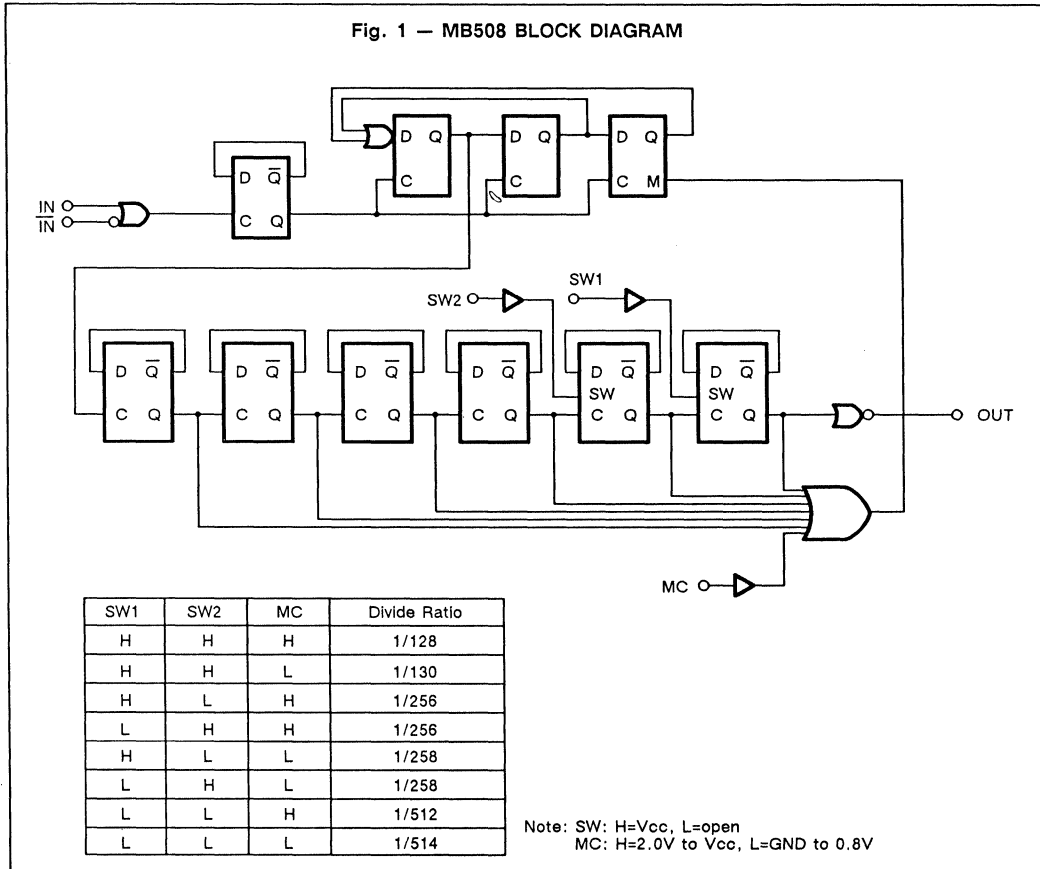 Fig. 1 — MB508 BLOCK DIAGRAM
D Q
C
D Q
C
D Q
C M
D Q̅
C Q
IN
I̅N̅
SW2
SW1
D Q̅
C Q
D Q̅
C Q
D Q̅
C Q
D Q̅
C Q
D Q̅
SW
C Q
D Q̅
SW
C Q
OUT
MC
SW1 SW2 MC Divide Ratio
H H H 1/128
H H L 1/130
H L H 1/256
L H H 1/256
H L L 1/258
L H L 1/258
L L H 1/512
L L L 1/514
Note: SW: H=Vcc, L=open
MC: H=2.0V to Vcc, L=GND to 0.8V